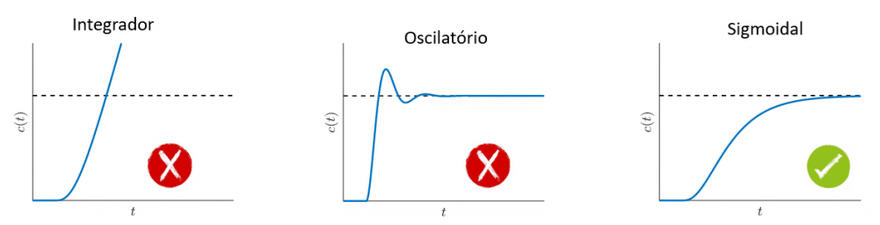 Integrador
c(t)
t
Oscilatório
c(t)
t
Sigmoidal
c(t)
t